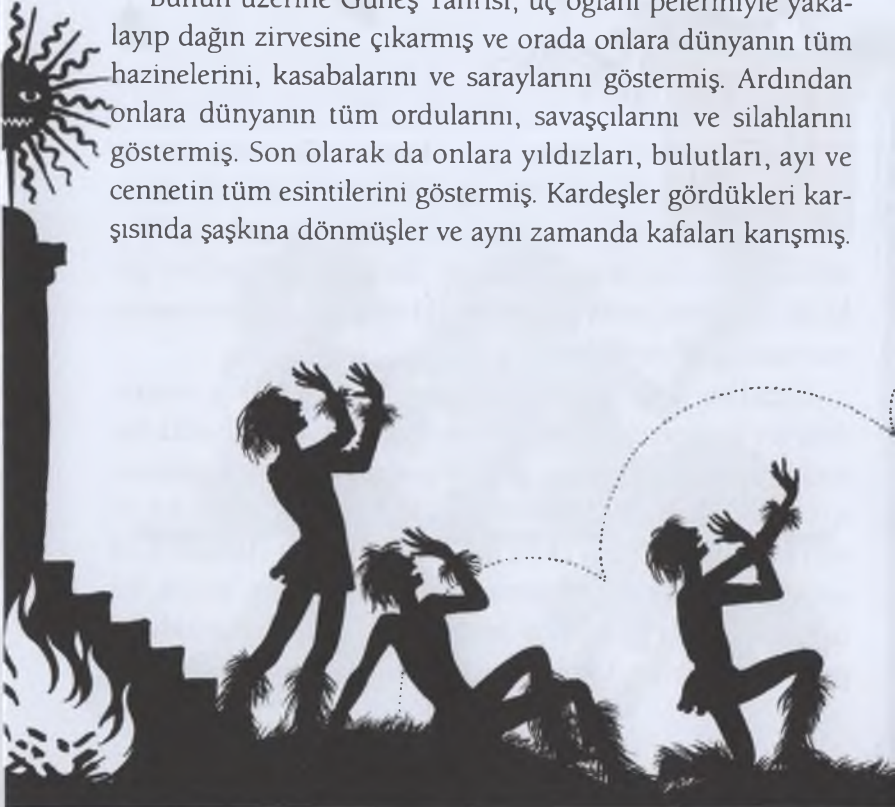 Bunun üzerine Güneş Tanrısı, üç oğlanı pelerniyle yaka-
layıp dağın zirvesine çıkarmış ve orada onlara dünyanın tüm
hazinelerini, kasabalarını ve saraylarını göstermiş. Ardından
onlara dünyanın tüm ordularını, savaşçılarını ve silahlarını
göstermiş. Son olarak da onlara yıldızları, bulutları, ayı ve
cennetin tüm esintilerini göstermiş. Kardeşler gördükleri kar-
şısında şaşkına dönmüşler ve aynı zamanda kafaları karışmış.